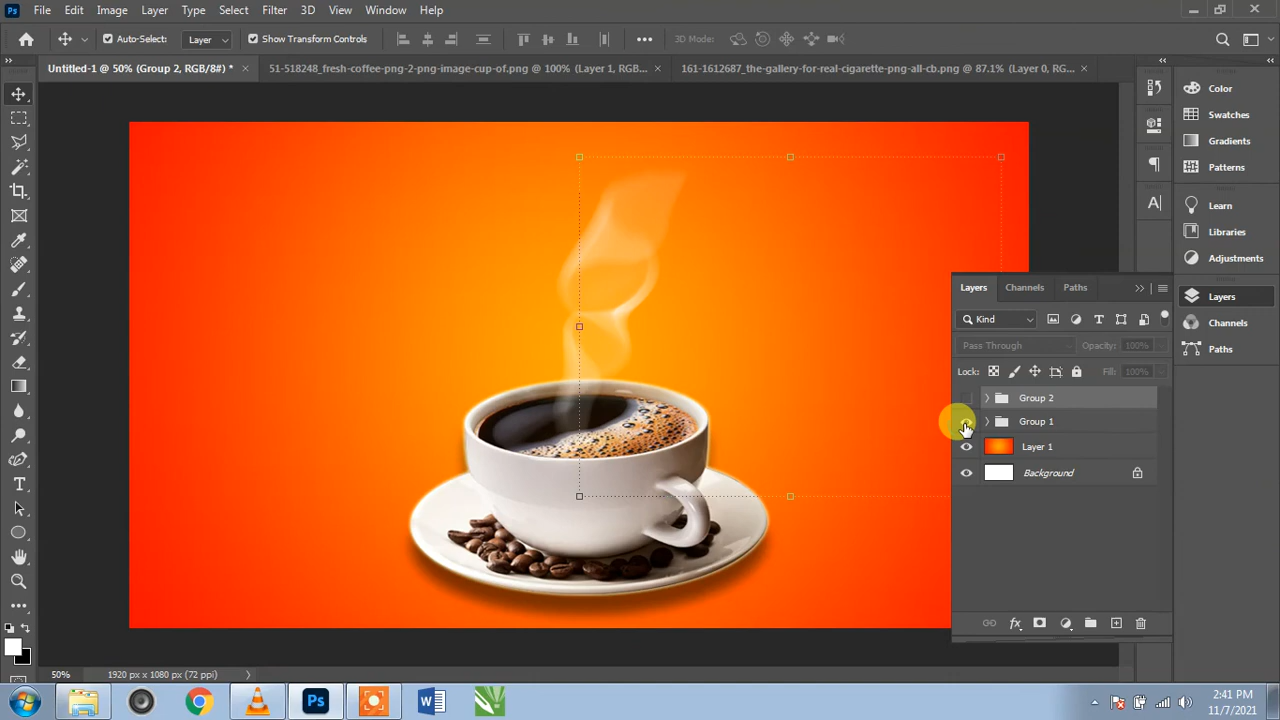 Ps File Edit Image Layer Type Select Filter 3D View Window Help
Auto-Select: Layer Show Transform Controls 3D Mode:
Untitled-1 @ 50% (Group 2, RGB/8#) * × 51-518248_fresh-coffee-png-2-png-image-cup-of.png @ 100% (Layer 1, RGB... × 161-1612687_the-gallery-for-real-cigarette-png-all-cb.png @ 87.1% (Layer 0, RG... ×
Color
Swatches
Gradients
Patterns
Learn
Libraries
Adjustments
Layers
Channels
Paths
Layers Channels Paths
Kind
Pass Through Opacity: 100%
Lock: Fill: 100%
Group 2
Group 1
Layer 1
Background
fx
50% 1920 px x 1080 px (72 ppi)
Ps
2:41 PM
11/7/2021